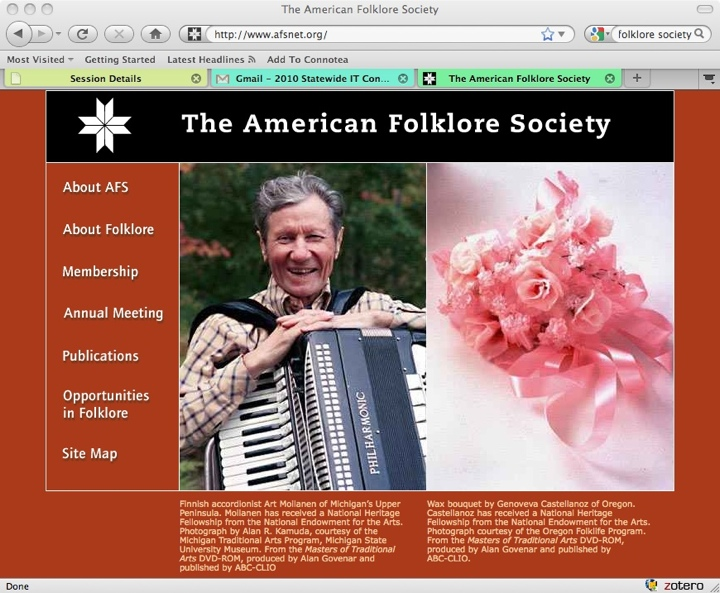 The American Folklore Society
http://www.afsnet.org/
folklore society
Most Visited Getting Started Latest Headlines Add To Connotea
Session Details
Gmail – 2010 Statewide IT Con...
The American Folklore Society
The American Folklore Society
About AFS
About Folklore
Membership
Annual Meeting
Publications
Opportunities
in Folklore
Site Map
PHILHARMONIC
Finnish accordionist Art Moilanen of Michigan's Upper
Peninsula. Moilanen has received a National Heritage
Fellowship from the National Endowment for the Arts.
Photograph by Alan R. Kamuda, courtesy of the
Michigan Traditional Arts Program, Michigan State
University Museum. From the Masters of Traditional
Arts DVD-ROM, produced by Alan Govenar and
published by ABC-CLIO
Wax bouquet by Genoveva Castellanoz of Oregon.
Castellanoz has received a National Heritage
Fellowship from the National Endowment for the Arts.
Photograph courtesy of the Oregon Folklife Program.
From the Masters of Traditional Arts DVD-ROM,
produced by Alan Govenar and published by
ABC-CLIO.
Done
zotero